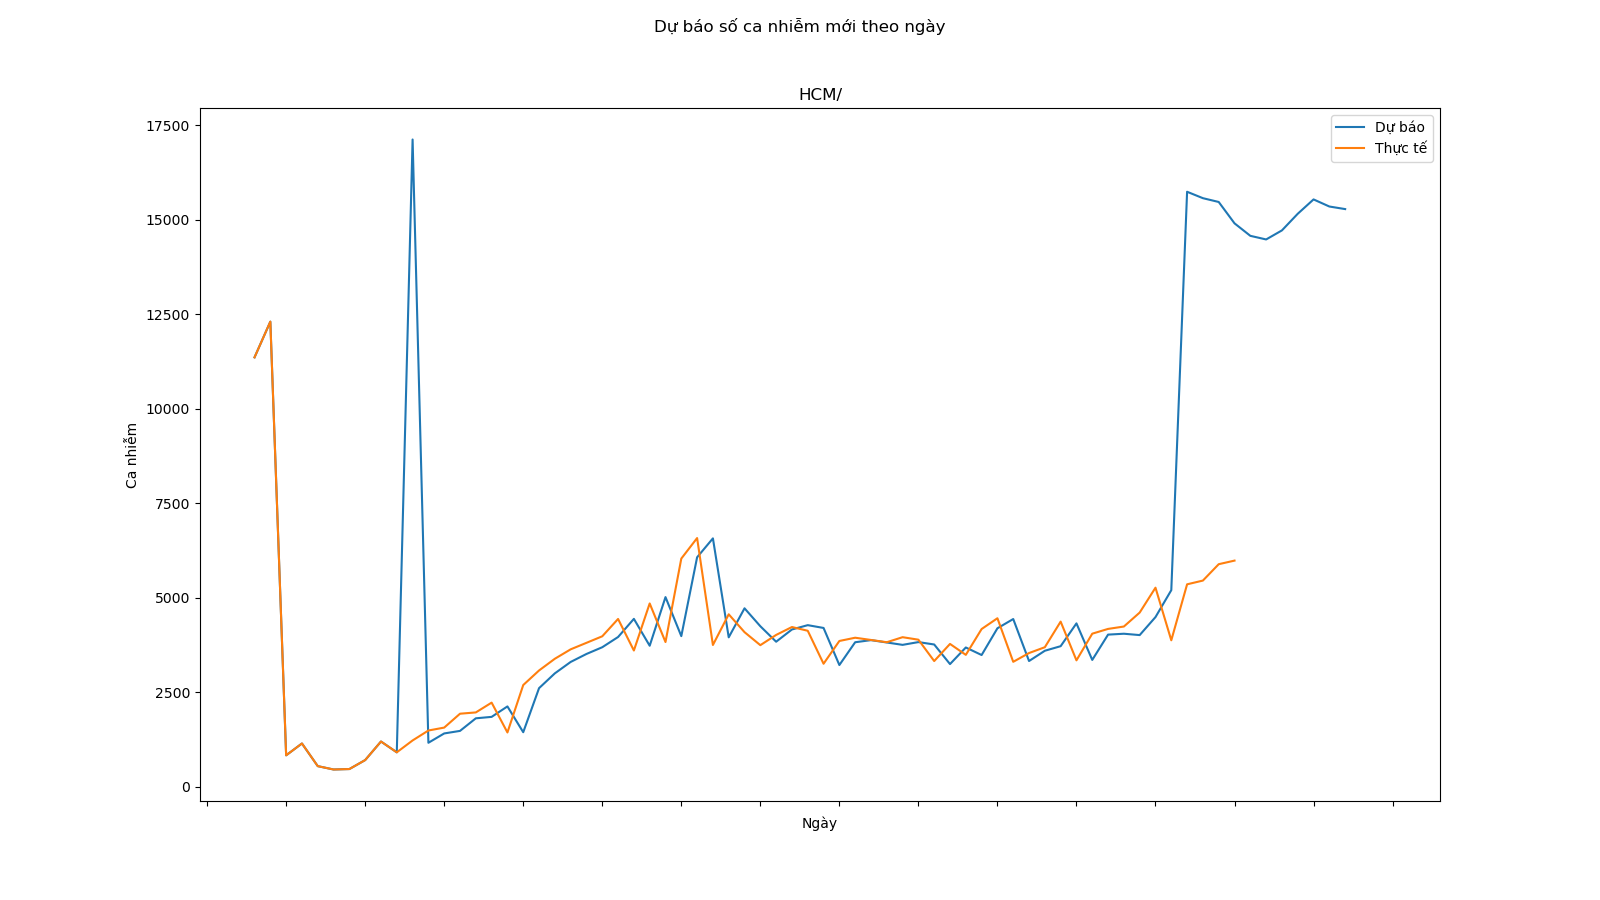 Dự báo số ca nhiễm mới theo ngày
HCM/
17500
15000
12500
10000
7500
5000
2500
0
Ca nhiễm
Ngày
Dự báo
Thực tế